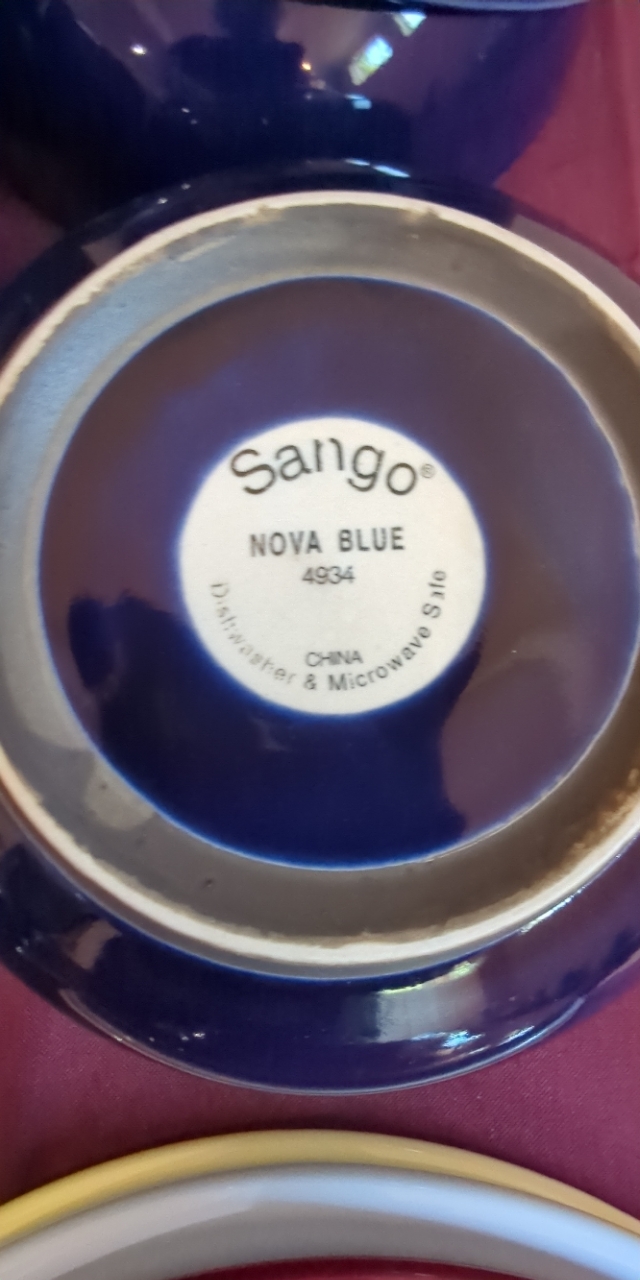 Sango®
NOVA BLUE
4934
CHINA
Dishwasher & Microwave Safe